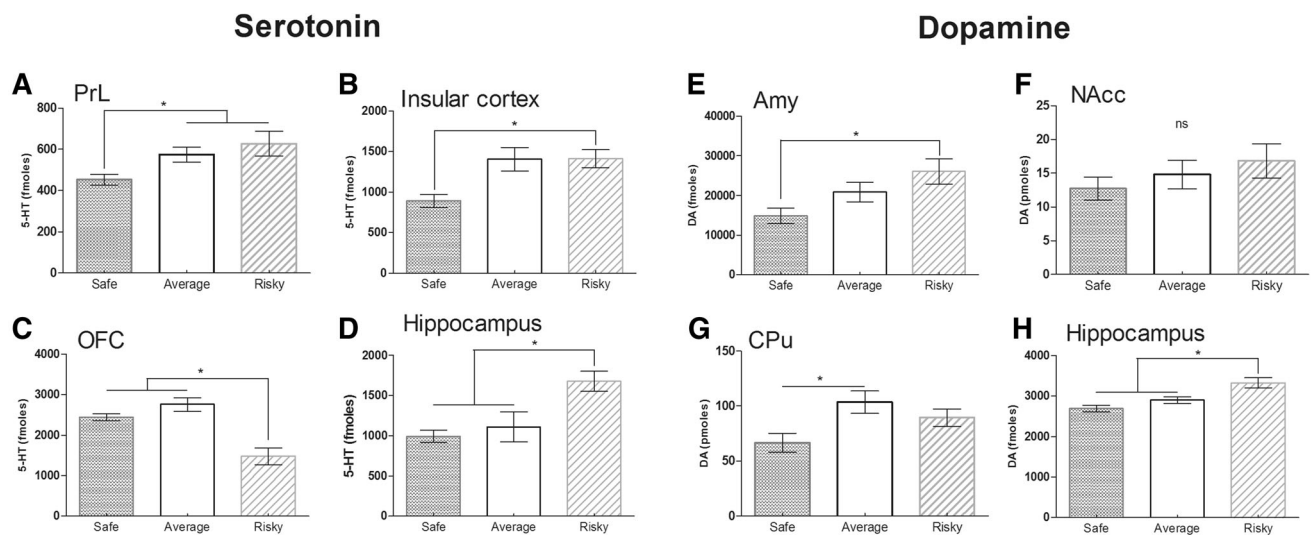 Serotonin
Dopamine
A
PrL
5-HT (fmoles)
800
600
400
200
0
*
Safe
Average
Risky
B
Insular cortex
5-HT (fmoles)
2000
1500
1000
500
0
*
Safe
Average
Risky
E
Amy
DA (fmoles)
40000
30000
20000
10000
0
*
Safe
Average
Risky
F
NAcc
DA (pmoles)
25
20
15
10
5
0
ns
Safe
Average
Risky
C
OFC
5-HT (fmoles)
4000
3000
2000
1000
0
*
Safe
Average
Risky
D
Hippocampus
5-HT (fmoles)
2000
1500
1000
500
0
*
Safe
Average
Risky
G
CPu
DA (pmoles)
150
100
50
0
*
Safe
Average
Risky
H
Hippocampus
DA (fmoles)
4000
3000
2000
1000
0
*
Safe
Average
Risky